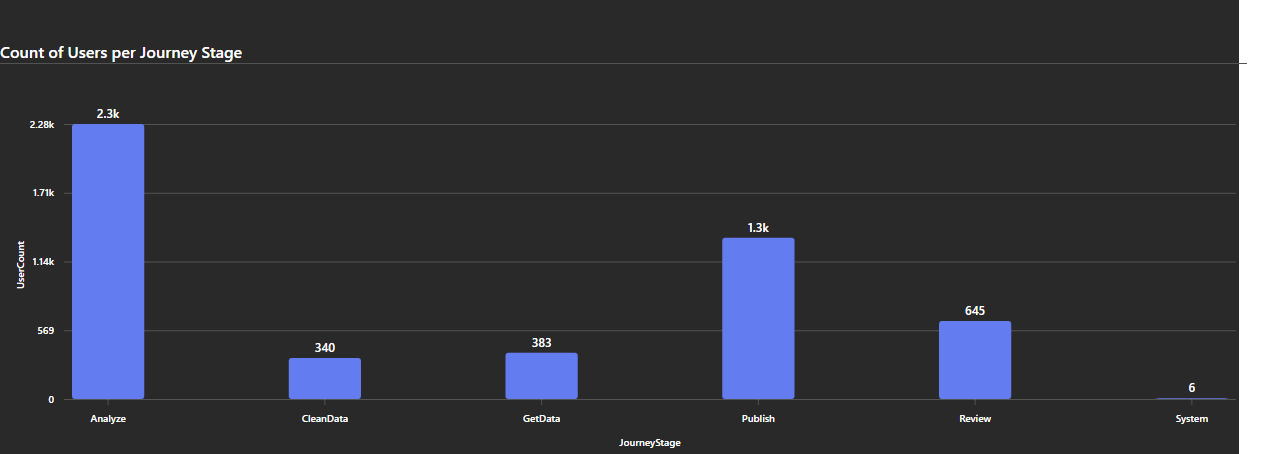 Count of Users per Journey Stage
2.3k
2.28k
1.71k
1.3k
UserCount
1.14k
645
569
383
340
6
0
Analyze CleanData GetData Publish Review System
JourneyStage